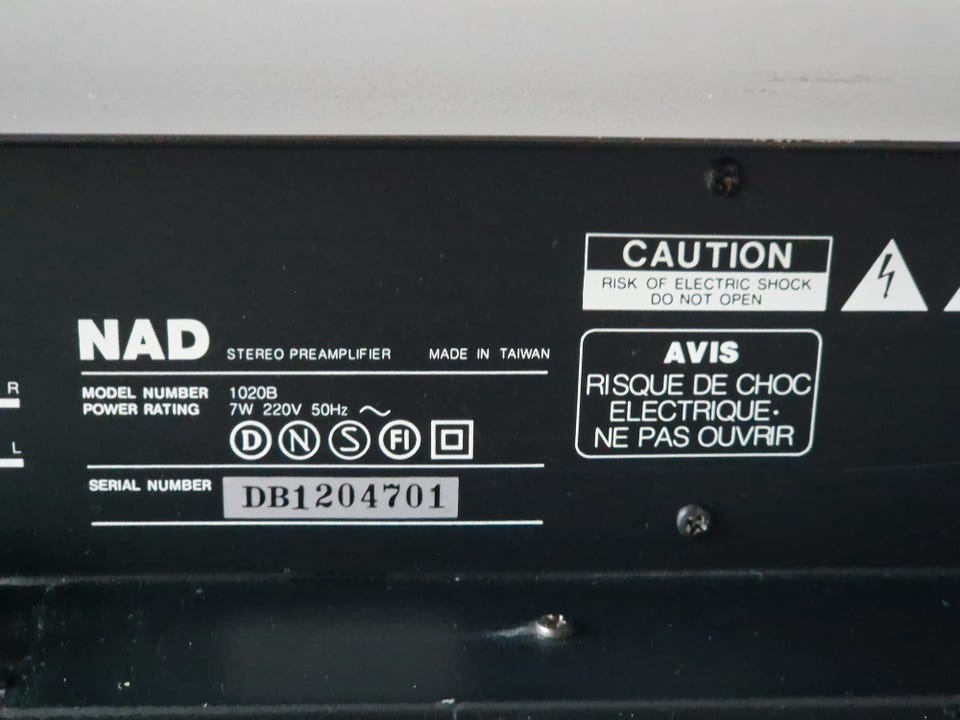 CAUTION
RISK OF ELECTRIC SHOCK
DO NOT OPEN
NAD STEREO PREAMPLIFIER MADE IN TAIWAN
R
MODEL NUMBER 1020B
POWER RATING 7W 220V 50Hz
L
D N S FI
SERIAL NUMBER DB1204701
AVIS
RISQUE DE CHOC
ELECTRIQUE·
NE PAS OUVRIR